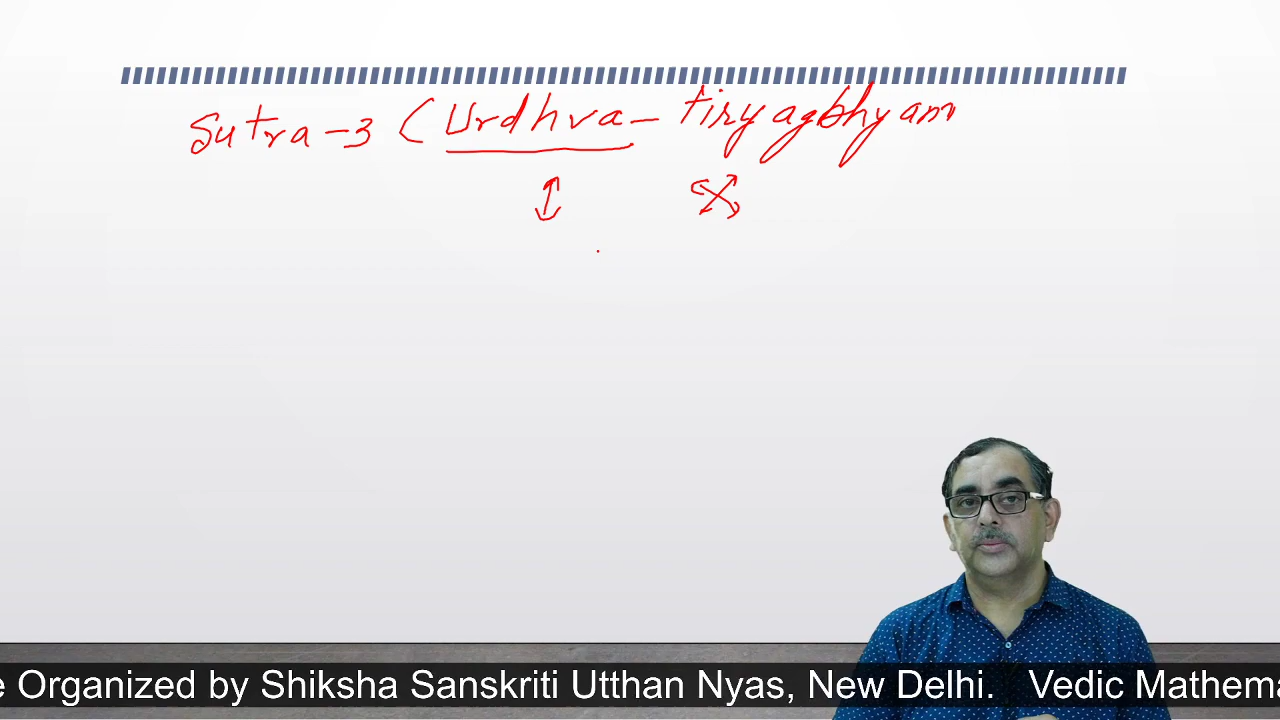 Sutra-3 (Urdhva-tiryagbhyam
e Organized by Shiksha Sanskriti Utthan Nyas, New Delhi. Vedic Mathema